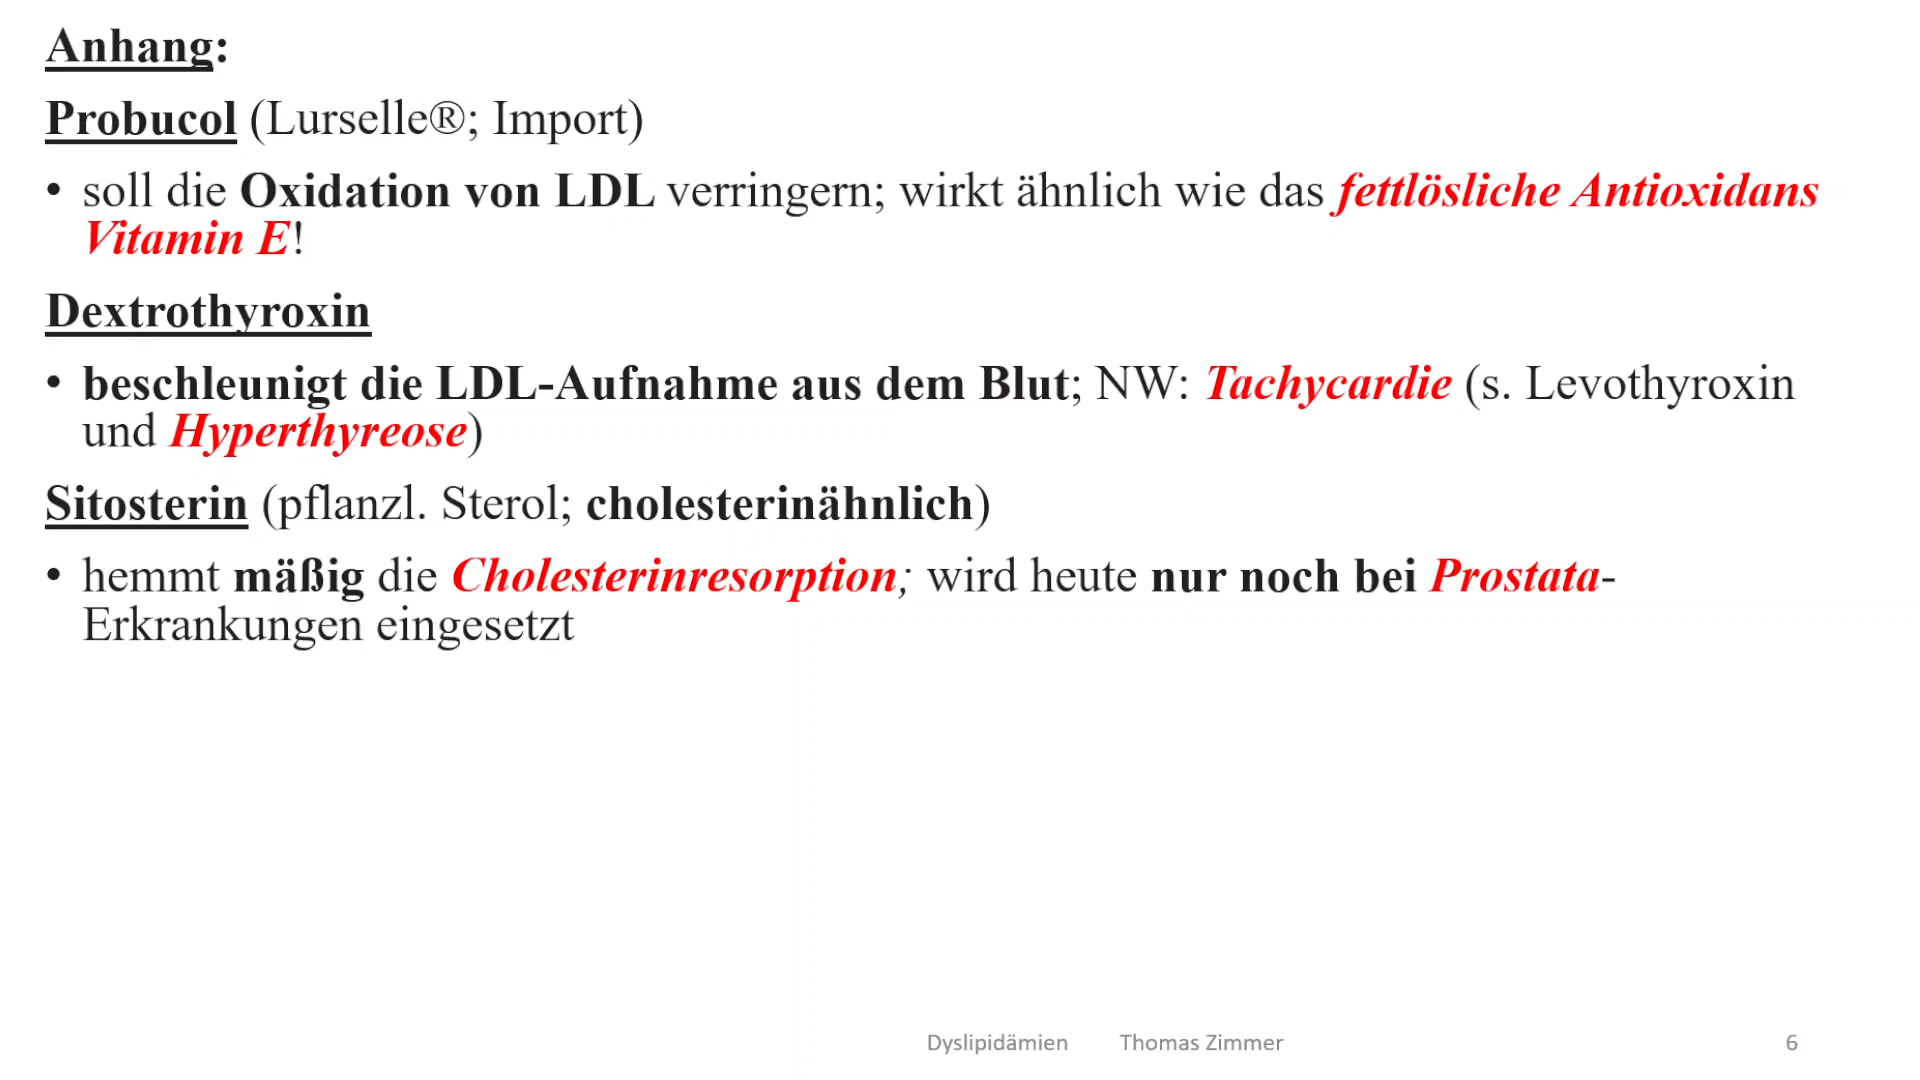 Anhang:
Probucol (Lurselle®; Import)
• soll die Oxidation von LDL verringern; wirkt ähnlich wie das fettlösliche Antioxidans
Vitamin E!
Dextrothyroxin
• beschleunigt die LDL-Aufnahme aus dem Blut; NW: Tachycardie (s. Levothyroxin
und Hyperthyreose)
Sitosterin (pflanzl. Sterol; cholesterinähnlich)
• hemmt mäßig die Cholesterinresorption; wird heute nur noch bei Prostata-
Erkrankungen eingesetzt
Dyslipidämien Thomas Zimmer 6